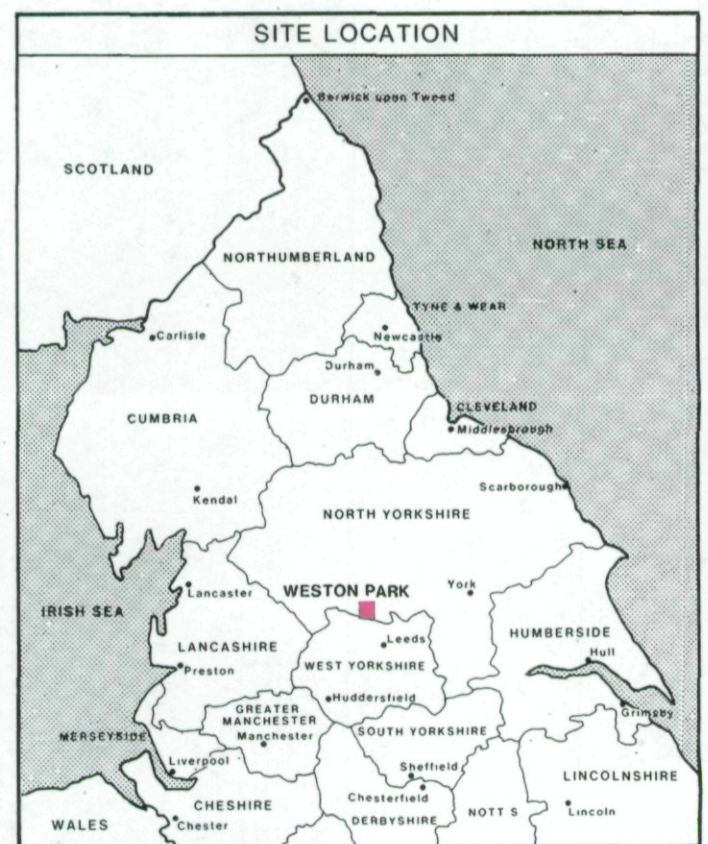 SITE LOCATION
Berwick upon Tweed
SCOTLAND
NORTH SEA
NORTHUMBERLAND
TYNE & WEAR
Newcastle
Carlisle
Durham
DURHAM
CLEVELAND
CUMBRIA
Middlesbrough
Scarborough
Kendal
NORTH YORKSHIRE
WESTON PARK
York
Lancaster
IRISH SEA
HUMBERSIDE
Leeds
LANCASHIRE
Hull
WEST YORKSHIRE
Preston
Huddersfield
GREATER
MANCHESTER
Grimsby
SOUTH YORKSHIRE
MERSEYSIDE
Manchester
Liverpool
Sheffield
LINCOLNSHIRE
Chesterfield
CHESHIRE
NOTT S
Lincoln
DERBYSHIRE
WALES
Chester